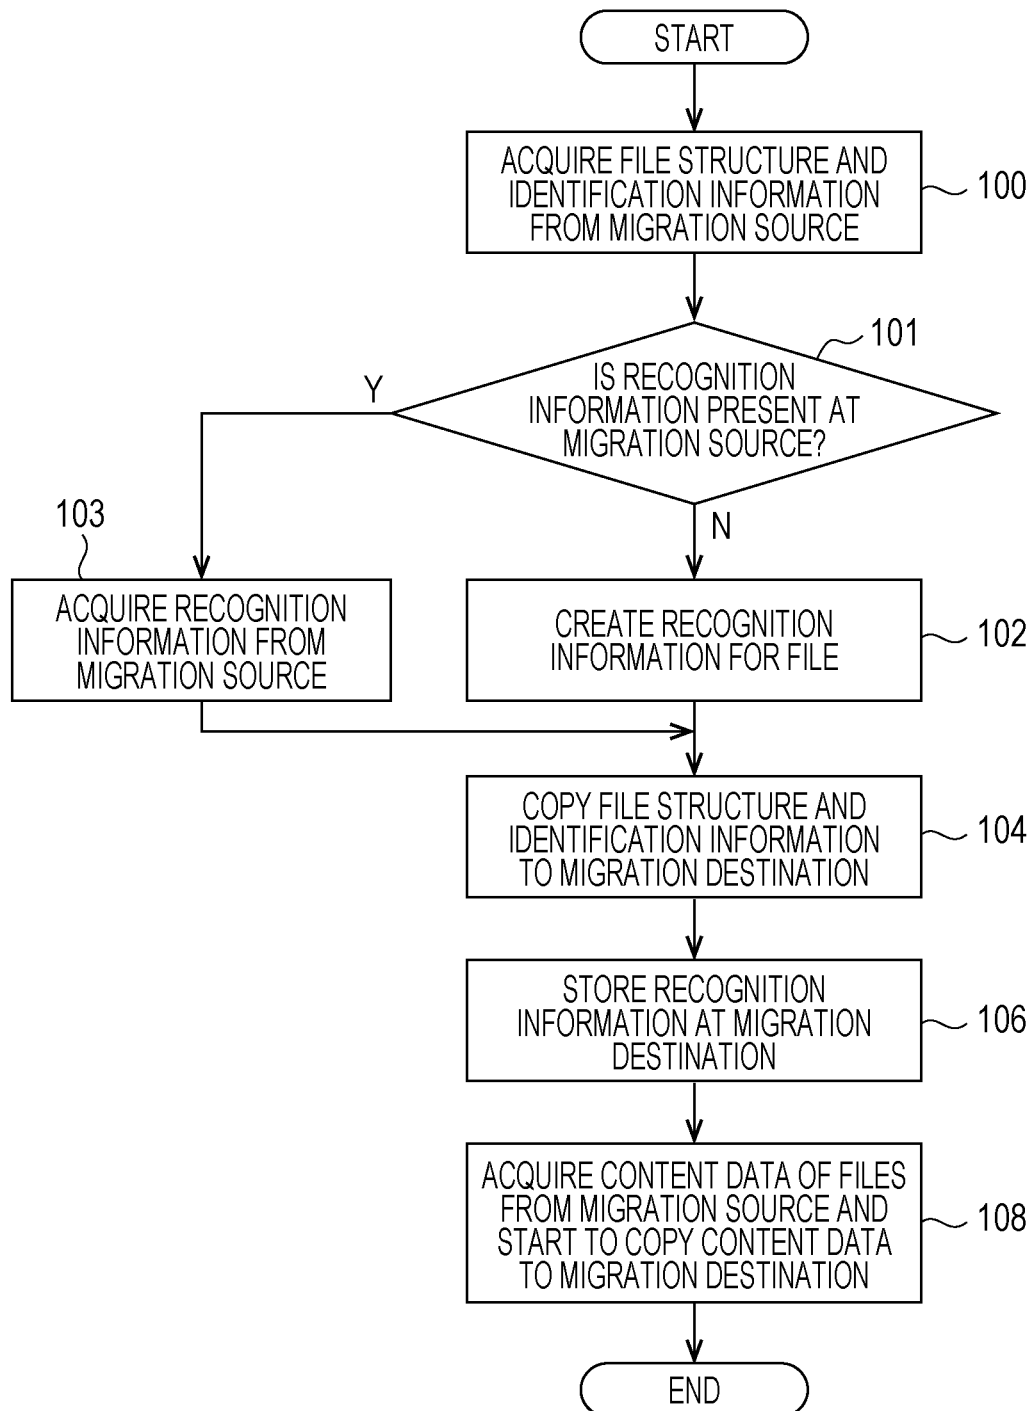 START
ACQUIRE FILE STRUCTURE AND
IDENTIFICATION INFORMATION
FROM MIGRATION SOURCE
100
101
IS RECOGNITION
INFORMATION PRESENT AT
MIGRATION SOURCE?
Y
N
103
ACQUIRE RECOGNITION
INFORMATION FROM
MIGRATION SOURCE
CREATE RECOGNITION
INFORMATION FOR FILE
102
COPY FILE STRUCTURE AND
IDENTIFICATION INFORMATION
TO MIGRATION DESTINATION
104
STORE RECOGNITION
INFORMATION AT MIGRATION
DESTINATION
106
ACQUIRE CONTENT DATA OF FILES
FROM MIGRATION SOURCE AND
START TO COPY CONTENT DATA
TO MIGRATION DESTINATION
108
END